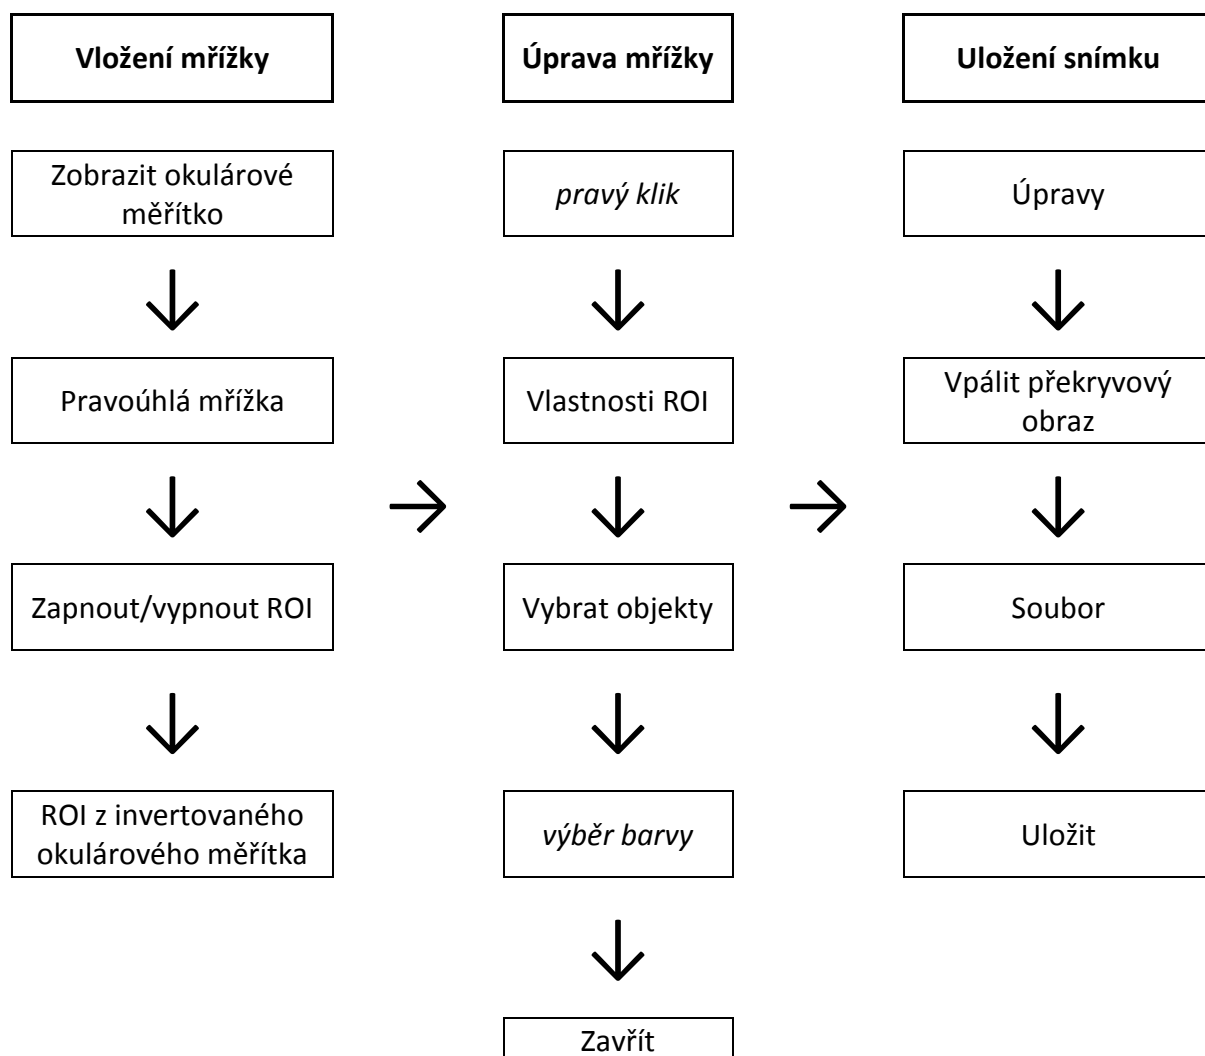 Vložení mřížky
Zobrazit okulárové
měřítko
Pravoúhlá mřížka
Zapnout/vypnout ROI
ROI z invertovaného
okulárového měřítka
Úprava mřížky
pravý klik
Vlastnosti ROI
Vybrat objekty
výběr barvy
Zavřít
Uložení snímku
Úpravy
Vpálit překryvový
obraz
Soubor
Uložit